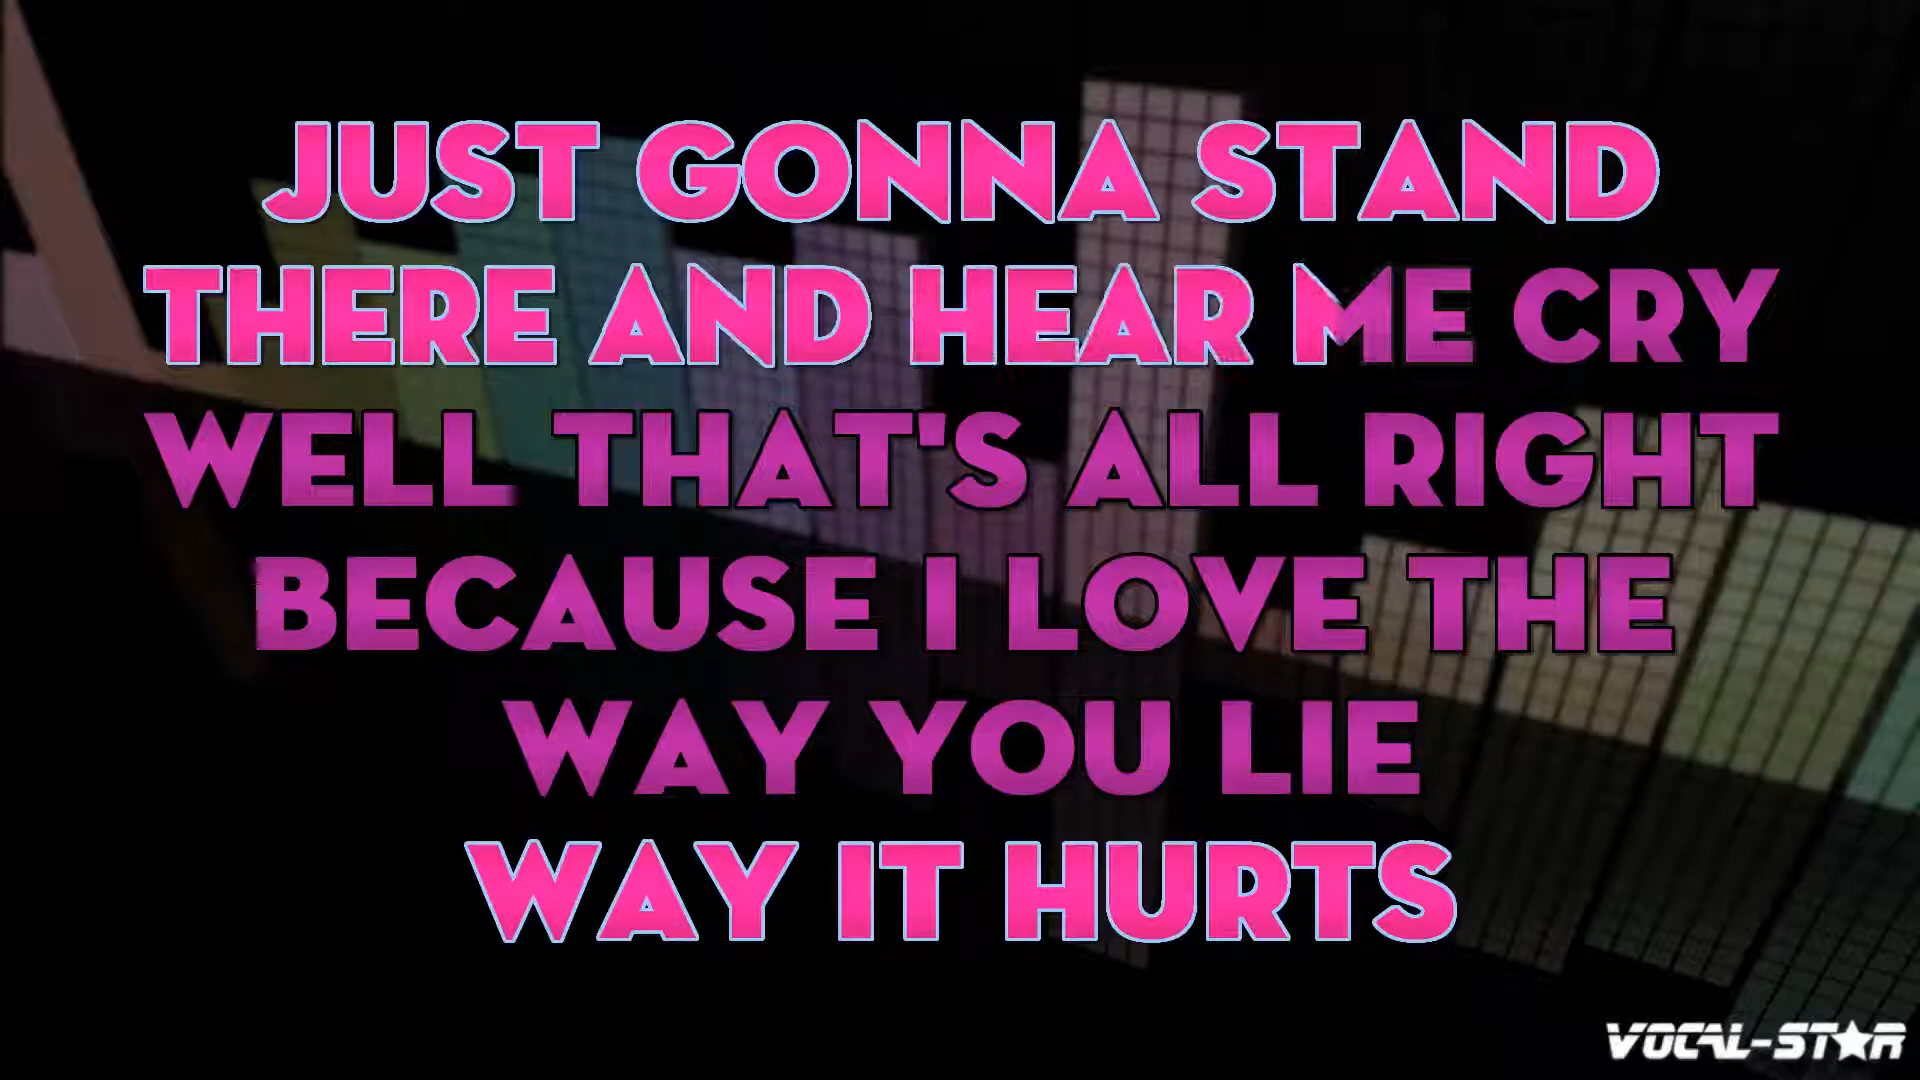 JUST GONNA STAND
THERE AND HEAR ME CRY
WELL THAT'S ALL RIGHT
BECAUSE I LOVE THE
WAY YOU LIE
WAY IT HURTS
VOCAL-STAR